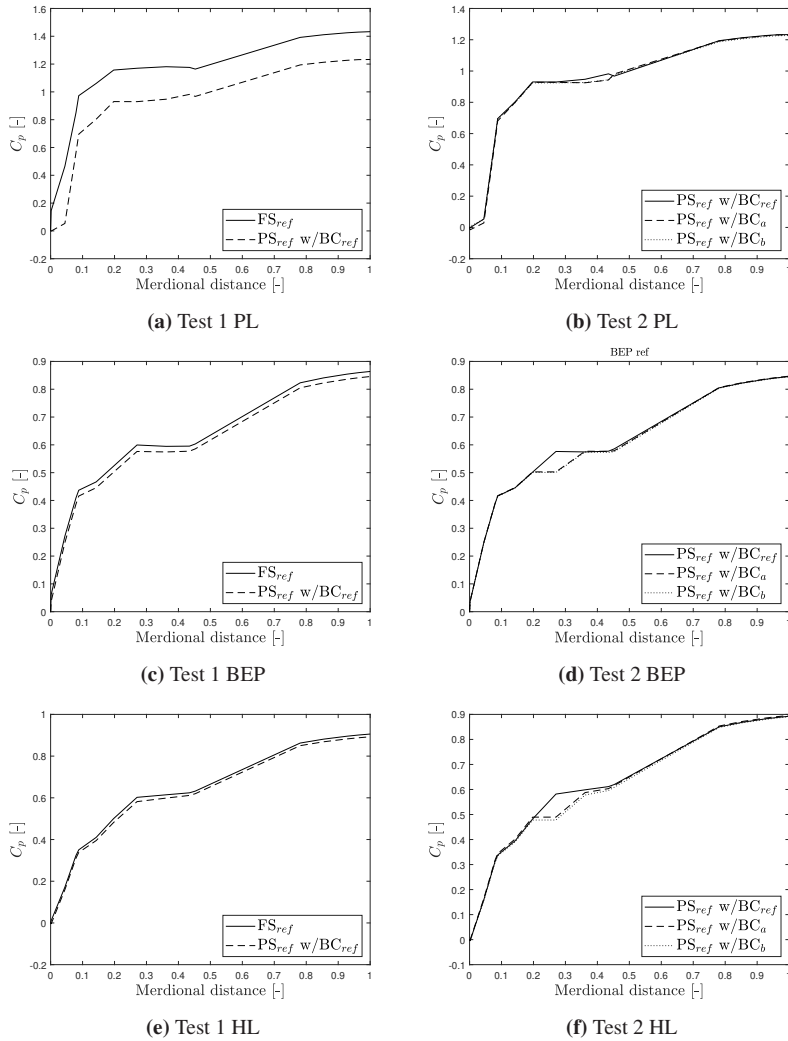 1.6
1.4
1.2
1
0.8
0.6
0.4
0.2
0
-0.2
C_p [-]
FS_ref
PS_ref w/BC_ref
0 0.1 0.2 0.3 0.4 0.5 0.6 0.7 0.8 0.9 1
Merdional distance [-]
(a) Test 1 PL
1.4
1.2
1
0.8
0.6
0.4
0.2
0
-0.2
C_p [-]
PS_ref w/BC_ref
PS_ref w/BC_a
PS_ref w/BC_b
0 0.1 0.2 0.3 0.4 0.5 0.6 0.7 0.8 0.9 1
Merdional distance [-]
(b) Test 2 PL
0.9
0.8
0.7
0.6
0.5
0.4
0.3
0.2
0.1
0
C_p [-]
FS_ref
PS_ref w/BC_ref
0 0.1 0.2 0.3 0.4 0.5 0.6 0.7 0.8 0.9 1
Merdional distance [-]
(c) Test 1 BEP
BEP ref
0.9
0.8
0.7
0.6
0.5
0.4
0.3
0.2
0.1
0
C_p [-]
PS_ref w/BC_ref
PS_ref w/BC_a
PS_ref w/BC_b
0 0.1 0.2 0.3 0.4 0.5 0.6 0.7 0.8 0.9 1
Merdional distance [-]
(d) Test 2 BEP
1
0.8
0.6
0.4
0.2
0
-0.2
C_p [-]
FS_ref
PS_ref w/BC_ref
0 0.1 0.2 0.3 0.4 0.5 0.6 0.7 0.8 0.9 1
Merdional distance [-]
(e) Test 1 HL
0.9
0.8
0.7
0.6
0.5
0.4
0.3
0.2
0.1
0
-0.1
C_p [-]
PS_ref w/BC_ref
PS_ref w/BC_a
PS_ref w/BC_b
0 0.1 0.2 0.3 0.4 0.5 0.6 0.7 0.8 0.9 1
Merdional distance [-]
(f) Test 2 HL